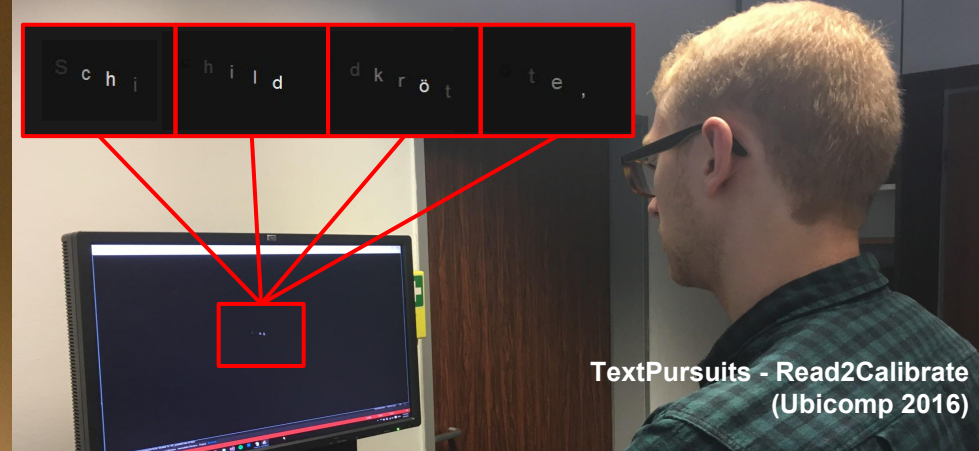 S c h i
c h i l d
d k r ö t
ö t e ,
TextPursuits - Read2Calibrate
(Ubicomp 2016)